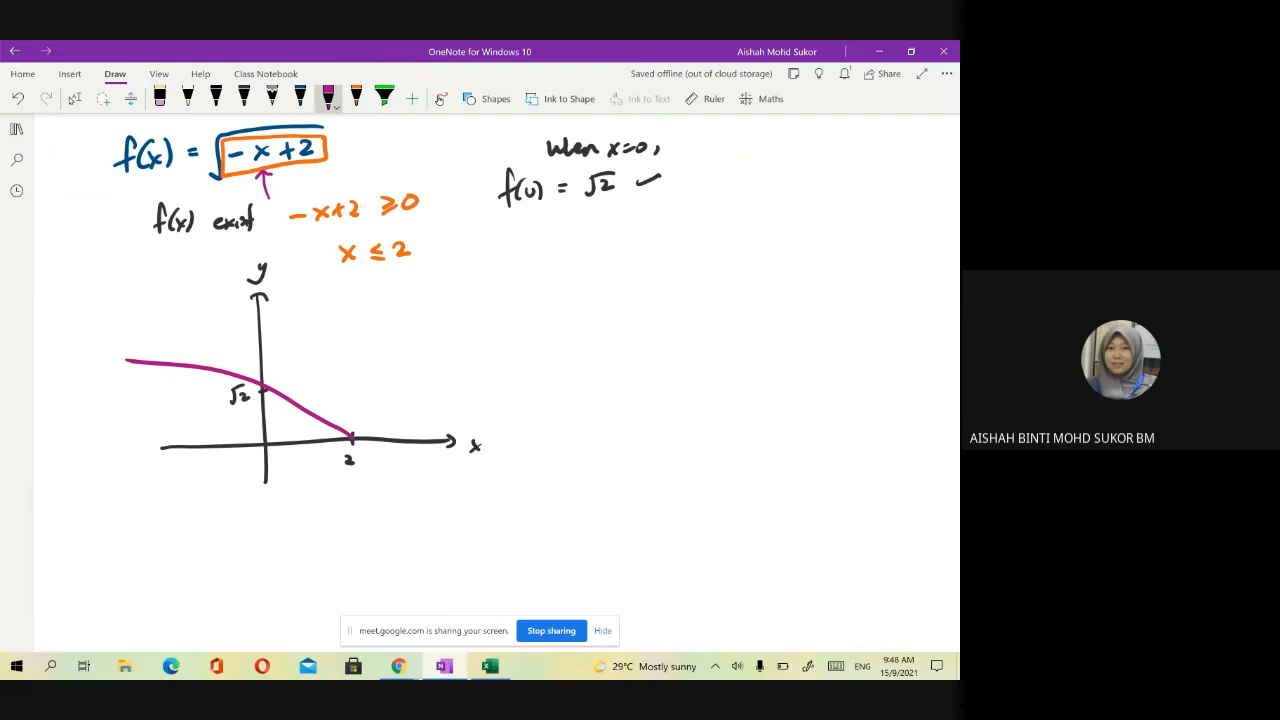 OneNote for Windows 10
Aishah Mohd Sukor
Home Insert Draw View Help Class Notebook
Saved offline (out of cloud storage)
Share
Shapes
Ink to Shape
Ink to Text
Ruler
Maths
f(x) = √-x+2
when x=0,
f(0) = √2 ✓
f(x) exist
-x+2 ≥0
x ≤ 2
y
√2
2
x
AISHAH BINTI MOHD SUKOR BM
meet.google.com is sharing your screen.
Stop sharing
Hide
29°C Mostly sunny
ENG
9:48 AM
15/9/2021